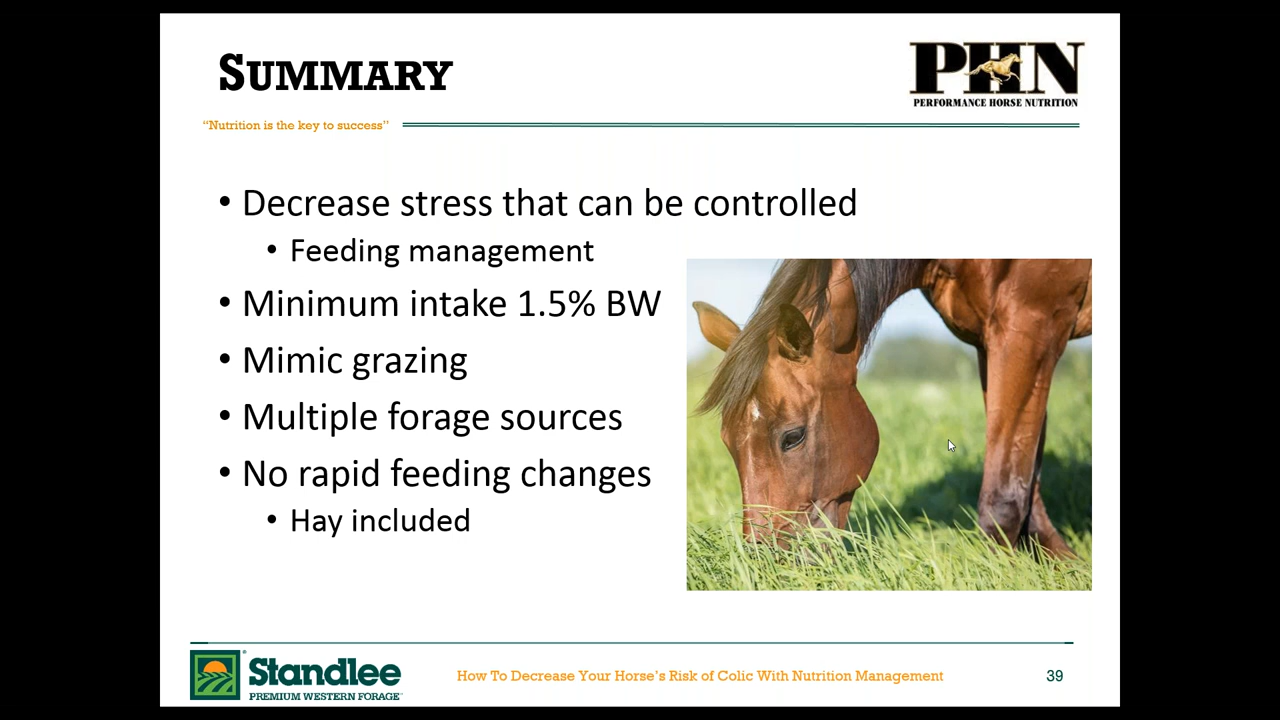 SUMMARY
PHN
PERFORMANCE HORSE NUTRITION
“Nutrition is the key to success”
• Decrease stress that can be controlled
• Feeding management
• Minimum intake 1.5% BW
• Mimic grazing
• Multiple forage sources
• No rapid feeding changes
• Hay included
Standlee®
PREMIUM WESTERN FORAGE
How To Decrease Your Horse’s Risk of Colic With Nutrition Management
39